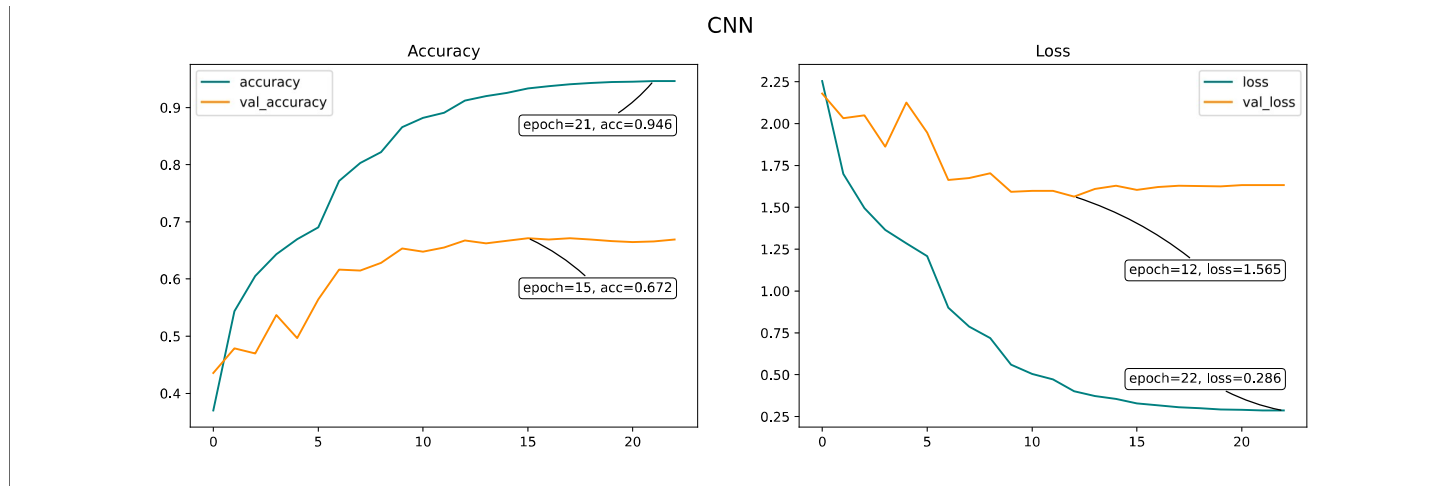 CNN
Accuracy
accuracy
val_accuracy
0.9
0.8
0.7
0.6
0.5
0.4
epoch=21, acc=0.946
epoch=15, acc=0.672
0 5 10 15 20
Loss
loss
val_loss
2.25
2.00
1.75
1.50
1.25
1.00
0.75
0.50
0.25
epoch=12, loss=1.565
epoch=22, loss=0.286
0 5 10 15 20